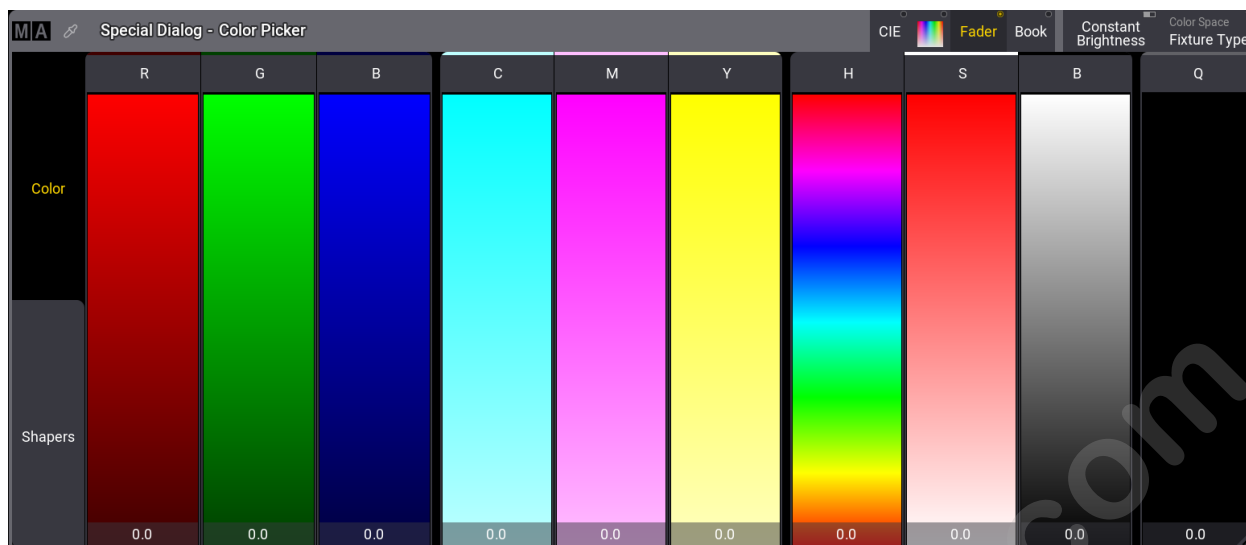 MA Special Dialog - Color Picker
CIE Fader Book Constant Brightness Color Space Fixture Type
R G B C M Y H S B Q
Color
Shapers
0.0 0.0 0.0 0.0 0.0 0.0 0.0 0.0 0.0 0.0
com